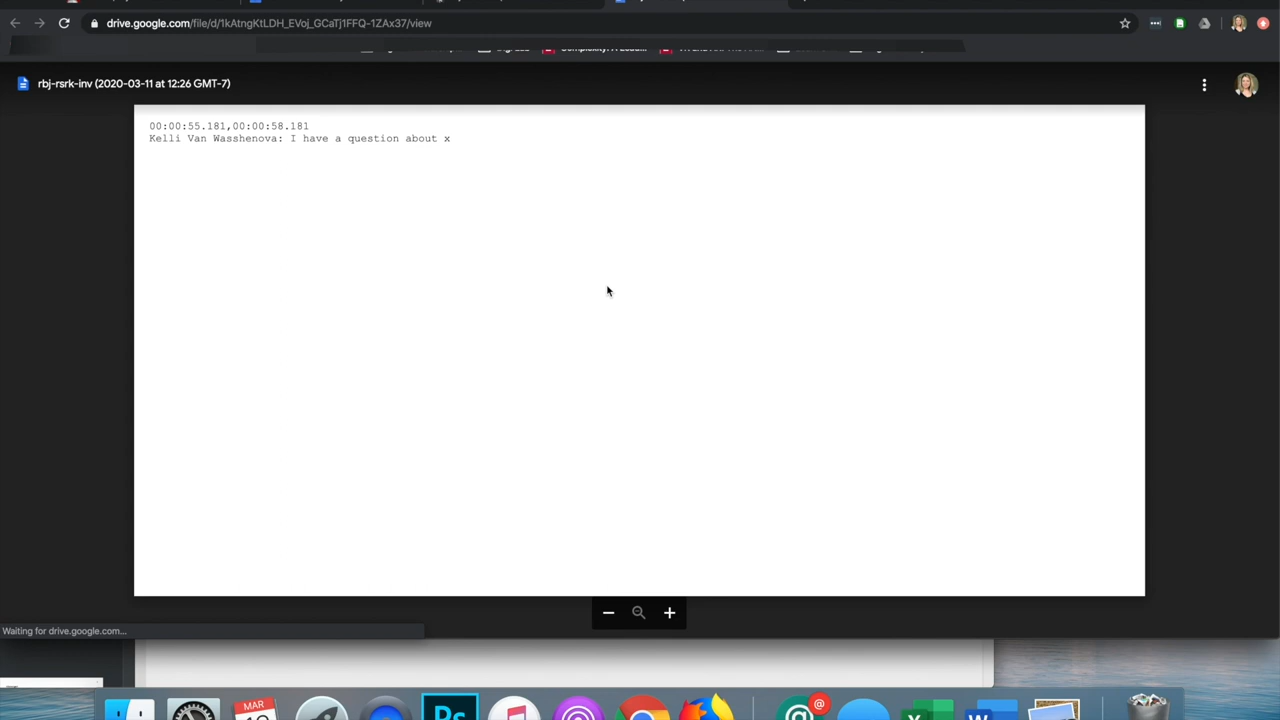 drive.google.com/file/d/1kAtngKtLDH_EVoj_GCaTj1FFQ-1ZAx37/view
rbj-rsrk-inv (2020-03-11 at 12:26 GMT-7)
00:00:55.181,00:00:58.181
Kelli Van Wasshenova: I have a question about x
Waiting for drive.google.com...
MAR
Ps
@